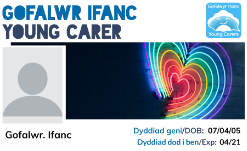 GOFALWR IFANC
YOUNG CARER
Gofalwyr Ifanc
Young Carers
Gofalwr. Ifanc
Dyddiad geni/DOB: 07/04/05
Dyddiad dod i ben/Exp: 04/21